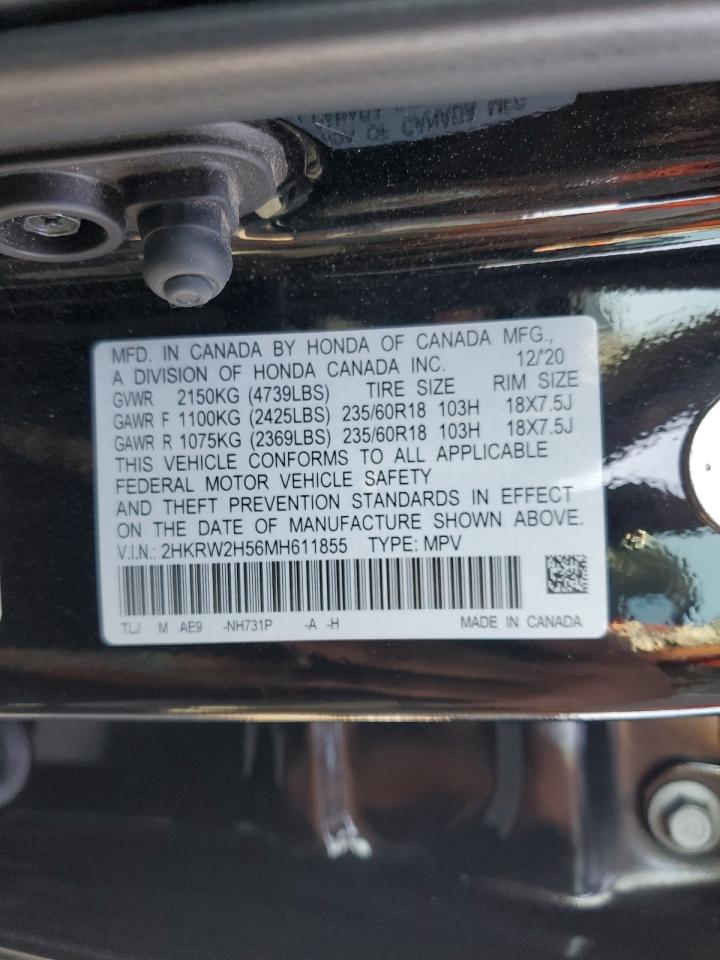 MFD. IN CANADA BY HONDA OF CANADA MFG.,
A DIVISION OF HONDA CANADA INC. 12/'20
GVWR 2150KG (4739LBS) TIRE SIZE RIM SIZE
GAWR F 1100KG (2425LBS) 235/60R18 103H 18X7.5J
GAWR R 1075KG (2369LBS) 235/60R18 103H 18X7.5J
THIS VEHICLE CONFORMS TO ALL APPLICABLE
FEDERAL MOTOR VEHICLE SAFETY
AND THEFT PREVENTION STANDARDS IN EFFECT
ON THE DATE OF MANUFACTURE SHOWN ABOVE.
V.I.N.: 2HKRW2H56MH611855 TYPE: MPV
TLJ M AE9 -NH731P -A -H MADE IN CANADA